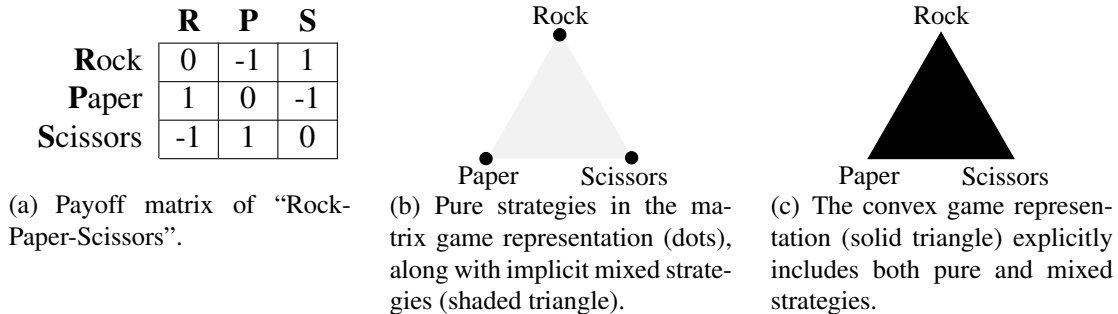 R P S
Rock 0 -1 1
Paper 1 0 -1
Scissors -1 1 0
(a) Payoff matrix of “Rock-
Paper-Scissors”.
Rock
Paper Scissors
(b) Pure strategies in the ma-
trix game representation (dots),
along with implicit mixed strate-
gies (shaded triangle).
Rock
Paper Scissors
(c) The convex game represen-
tation (solid triangle) explicitly
includes both pure and mixed
strategies.